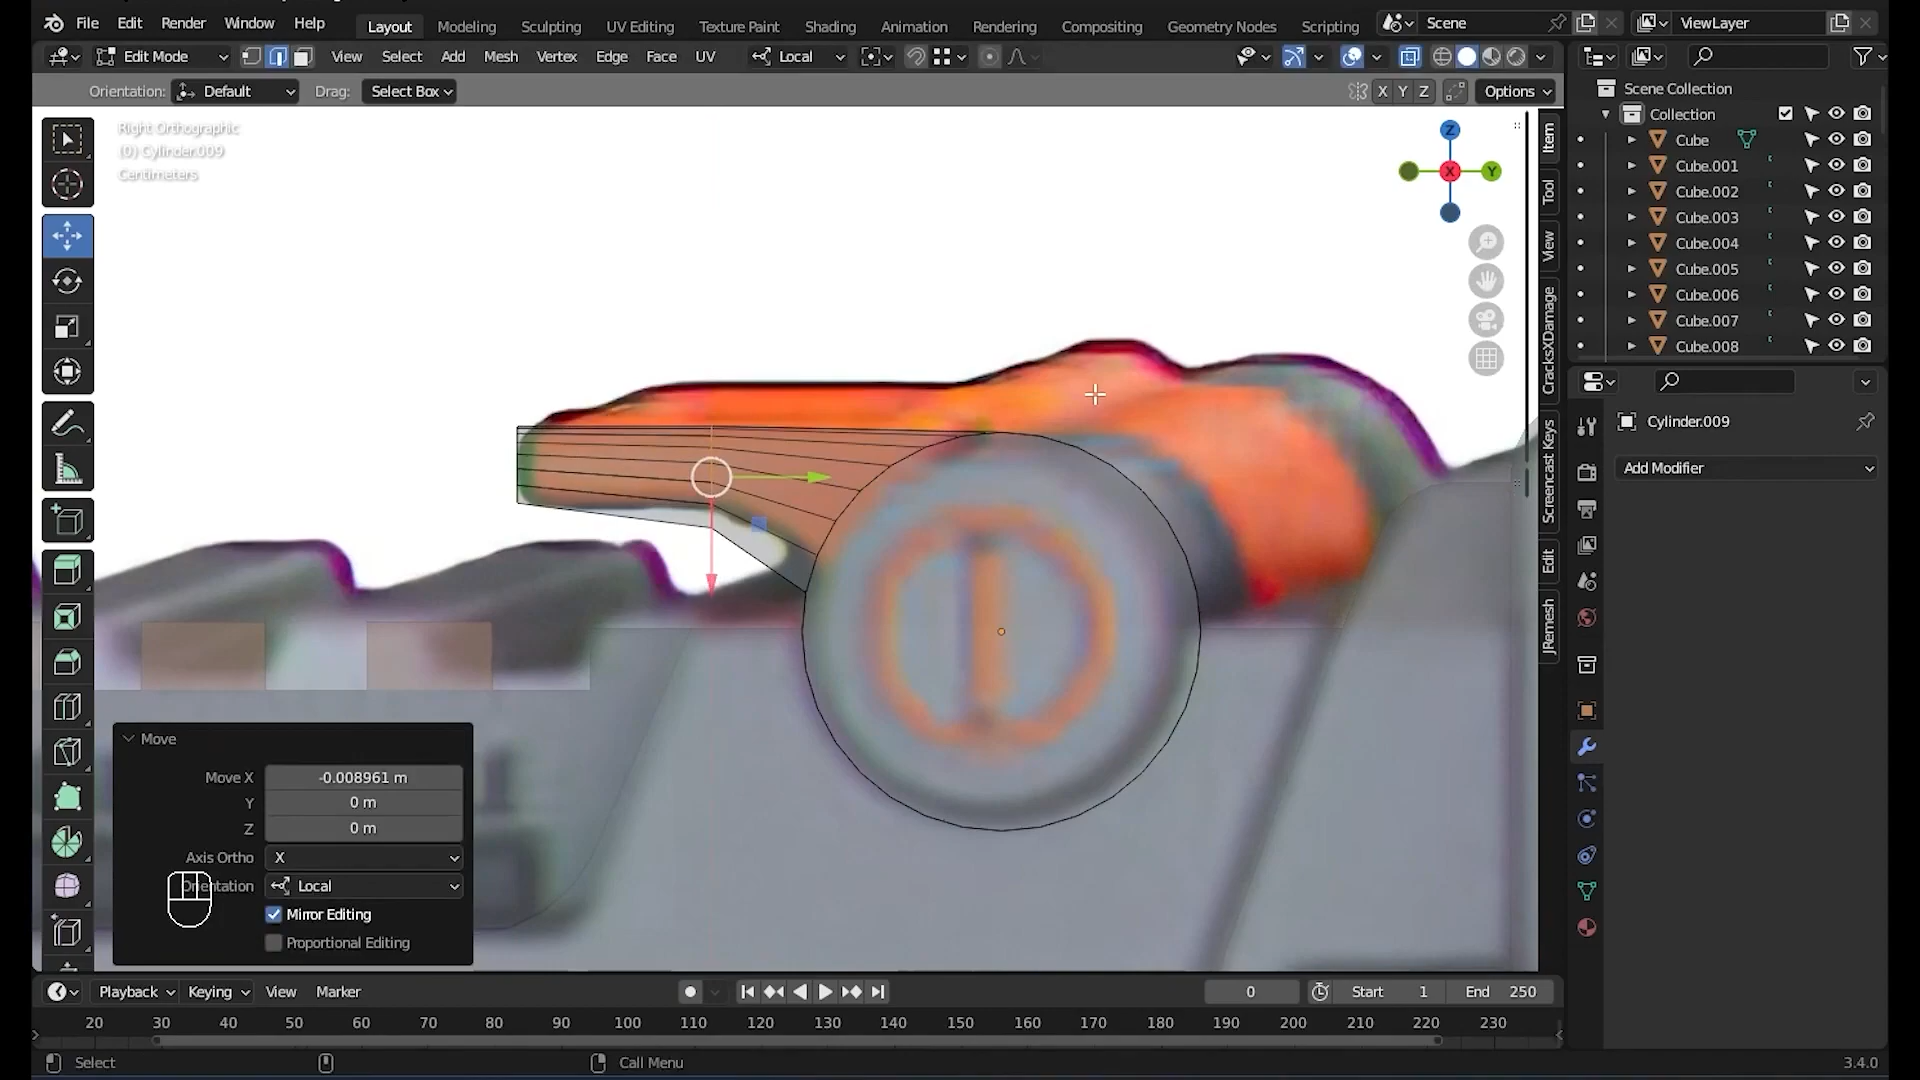 File Edit Render Window Help Layout Modeling Sculpting UV Editing Texture Paint Shading Animation Rendering Compositing Geometry Nodes Scripting Scene ViewLayer
Edit Mode View Select Add Mesh Vertex Edge Face UV Local
Orientation: Default Drag: Select Box X Y Z Options
Right Orthographic
(0) Cylinder.009
Centimeters
Z
X
Y
Item
Tool
View
CracksXDamage
Screencast Keys
Edit
JRemesh
Scene Collection
Collection
Cube
Cube.001
Cube.002
Cube.003
Cube.004
Cube.005
Cube.006
Cube.007
Cube.008
Cylinder.009
Add Modifier
Move
Move X -0.008961 m
Y 0 m
Z 0 m
Axis Ortho X
Orientation Local
Mirror Editing
Proportional Editing
Playback Keying View Marker 0 Start 1 End 250
20 30 40 50 60 70 80 90 100 110 120 130 140 150 160 170 180 190 200 210 220 230
Select Call Menu 3.4.0